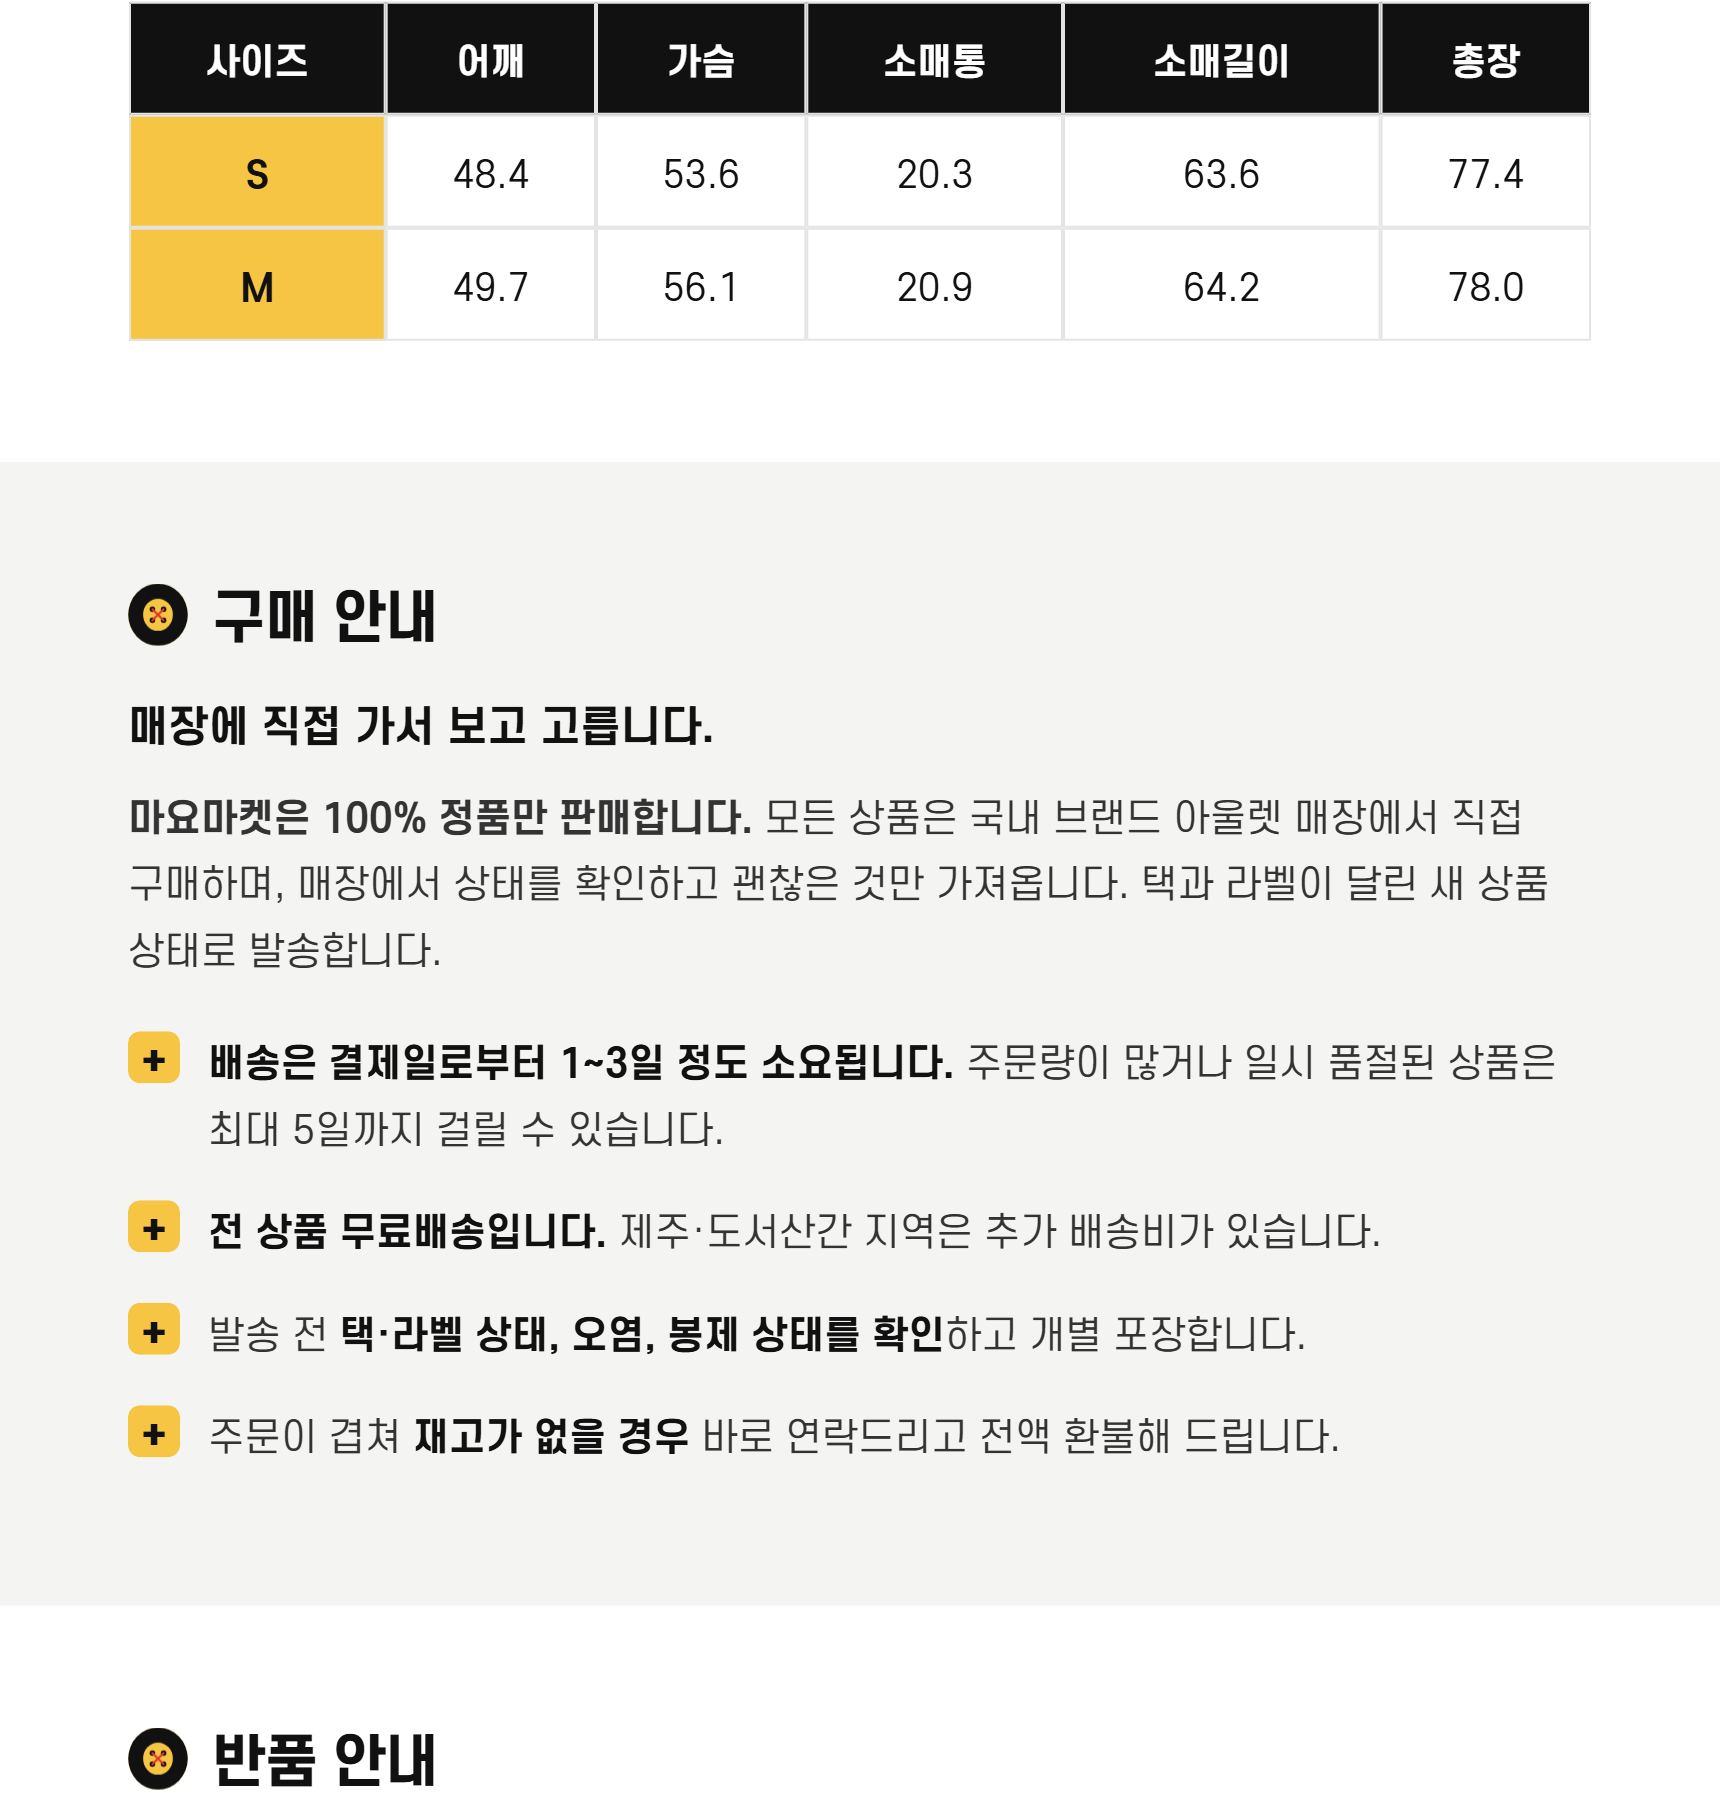 사이즈 어깨 가슴 소매통 소매길이 총장
S 48.4 53.6 20.3 63.6 77.4
M 49.7 56.1 20.9 64.2 78.0
구매 안내
매장에 직접 가서 보고 고릅니다.
마요마켓은 100% 정품만 판매합니다. 모든 상품은 국내 브랜드 아울렛 매장에서 직접
구매하며, 매장에서 상태를 확인하고 괜찮은 것만 가져옵니다. 택과 라벨이 달린 새 상품
상태로 발송합니다.
+ 배송은 결제일로부터 1~3일 정도 소요됩니다. 주문량이 많거나 일시 품절된 상품은
최대 5일까지 걸릴 수 있습니다.
+ 전 상품 무료배송입니다. 제주·도서산간 지역은 추가 배송비가 있습니다.
+ 발송 전 택·라벨 상태, 오염, 봉제 상태를 확인하고 개별 포장합니다.
+ 주문이 겹쳐 재고가 없을 경우 바로 연락드리고 전액 환불해 드립니다.
반품 안내